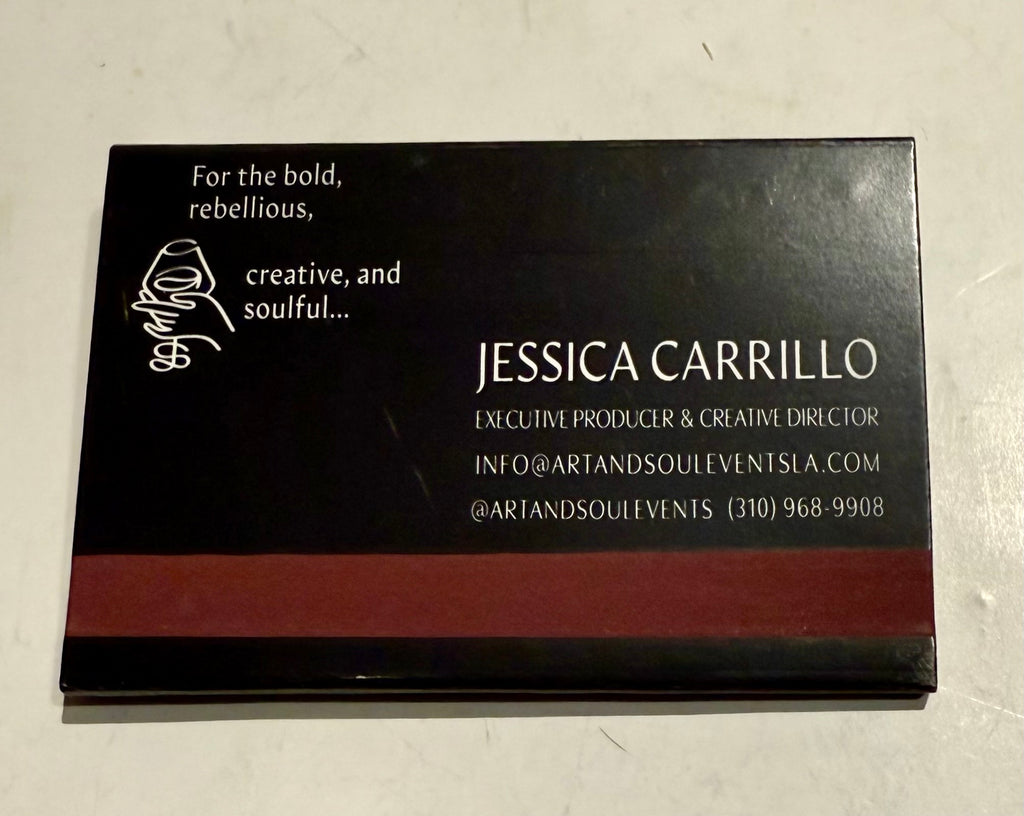 For the bold,
rebellious,
creative, and
soulful...
JESSICA CARRILLO
EXECUTIVE PRODUCER & CREATIVE DIRECTOR
INFO@ARTANDSOULEVENTSLA.COM
@ARTANDSOULEVENTS (310) 968-9908